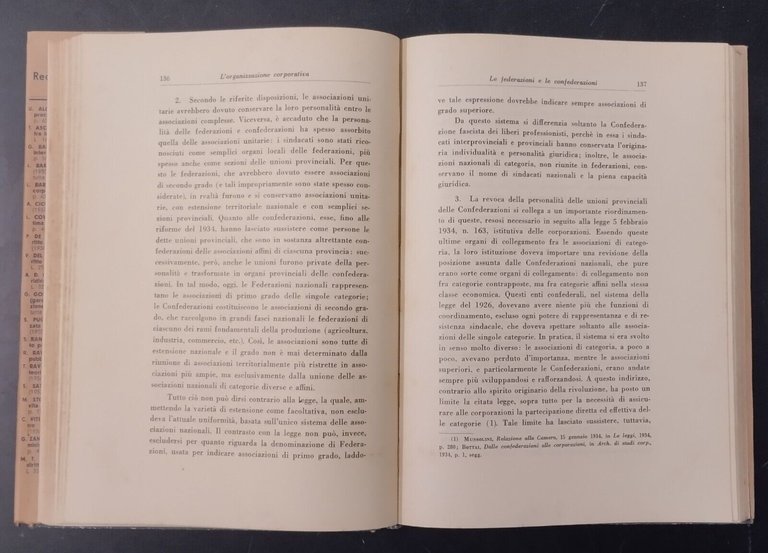 Rec
136
L'organizzazione corporativa
2. Secondo le riferite disposizioni, le associazioni uni-
tarie avrebbero dovuto conservare la loro personalità entro le
associazioni complesse. Viceversa, è accaduto che la persona-
lità delle federazioni e confederazioni ha spesso assorbito
quella delle associazioni unitarie: i sindacati sono stati rico-
nosciuti come semplici organi locali delle federazioni, più
spesso anche come sezioni delle unioni provinciali. Per que-
sto le federazioni, che avrebbero dovuto essere associazioni
di secondo grado (e tali impropriamente sono state spesso con-
siderate), in realtà furono e si conservano associazioni unita-
rie, con estensione territoriale nazionale e con semplici se-
zioni provinciali. Quanto alle confederazioni, esse, fino alle
riforme del 1934, hanno lasciato sussistere come persone le
dette unioni provinciali, che sono in sostanza altrettante con-
federazioni delle associazioni affini di ciascuna provincia; suc-
cessivamente, però, anche le unioni furono private della per-
sonalità e trasformate in organi provinciali delle confedera-
zioni. In tal modo, oggi, le Federazioni nazionali rappresen-
tano le associazioni di primo grado delle singole categorie; le
Confederazioni costituiscono le associazioni di secondo gra-
do, che raccolgono in grandi fasci nazionali le federazioni di
ciascuno dei rami fondamentali della produzione (agricoltura,
industria, commercio, etc.). Così, le associazioni sono tutte di
estensione nazionale e il grado non è mai determinato dalla
riunione di associazioni territorialmente più ristrette in asso-
ciazioni più ampie, ma esclusivamente dalla unione delle as-
sociazioni nazionali di categorie diverse e affini.
Tutto ciò non può dirsi contrario alla legge, la quale, am-
mettendo la varietà di estensione come facoltativa, non esclu-
deva l'attuale uniformità, basata sull'unico sistema delle asso-
ciazioni nazionali. Il contrasto con la legge non può, invece,
escludersi per quanto riguarda la denominazione di Federa-
zioni, usata per indicare associazioni di primo grado, laddo-
Le federazioni e le confederazioni
137
ve tale espressione dovrebbe indicare sempre associazioni di
grado superiore.
Da questo sistema si differenzia soltanto la Confedera-
zione fascista dei liberi professionisti, perchè in essa i sinda-
cati interprovinciali e provinciali hanno conservata l'origina-
ria individualità e personalità giuridica; inoltre, le associa-
zioni nazionali di categoria, non riunite in federazioni, con-
servano il nome di sindacati nazionali e la piena capacità
giuridica.
3. La revoca della personalità delle unioni provinciali
delle Confederazioni si collega a un importante riordinamen-
to di queste, resosi necessario in seguito alla legge 5 febbraio
1934, n. 163, istitutiva delle corporazioni. Essendo queste
ultime organi di collegamento fra le associazioni di catego-
ria, la loro istituzione doveva importare una revisione della
posizione assunta dalle Confederazioni nazionali, che pure
erano sorte come organi di collegamento: di collegamento non
fra categorie contrapposte, ma fra categorie affini nella stessa
classe economica. Questi enti confederali, nel sistema della
legge del 1926, dovevano avere niente più che funzioni di
coordinamento, escluso ogni potere di rappresentanza e di re-
sistenza sindacale, che doveva spettare soltanto alle associa-
zioni delle singole categorie. In pratica, il sistema si era svolto
in senso molto diverso: le associazioni di categoria, a poco a
poco, avevano perduto d'importanza, mentre le associazioni
superiori, e particolarmente le Confederazioni, erano andate
sempre più sviluppandosi e rafforzandosi. A questo indirizzo,
contrario allo spirito originario della rivoluzione, ha posto un
limite la citata legge, sopra tutto per la necessità di assicu-
rare alle corporazioni la partecipazione diretta ed effettiva del-
le categorie (1). Tale limite ha lasciato sussistere, tuttavia,
(1) MUSSOLINI, Relazione alla Camera, 15 gennaio 1934, in Le leggi, 1934,
p. 280; BOTTAI, Dalle confederazioni alle corporazioni, in Arch. di studi corp.,
1934, p. 1, segg.